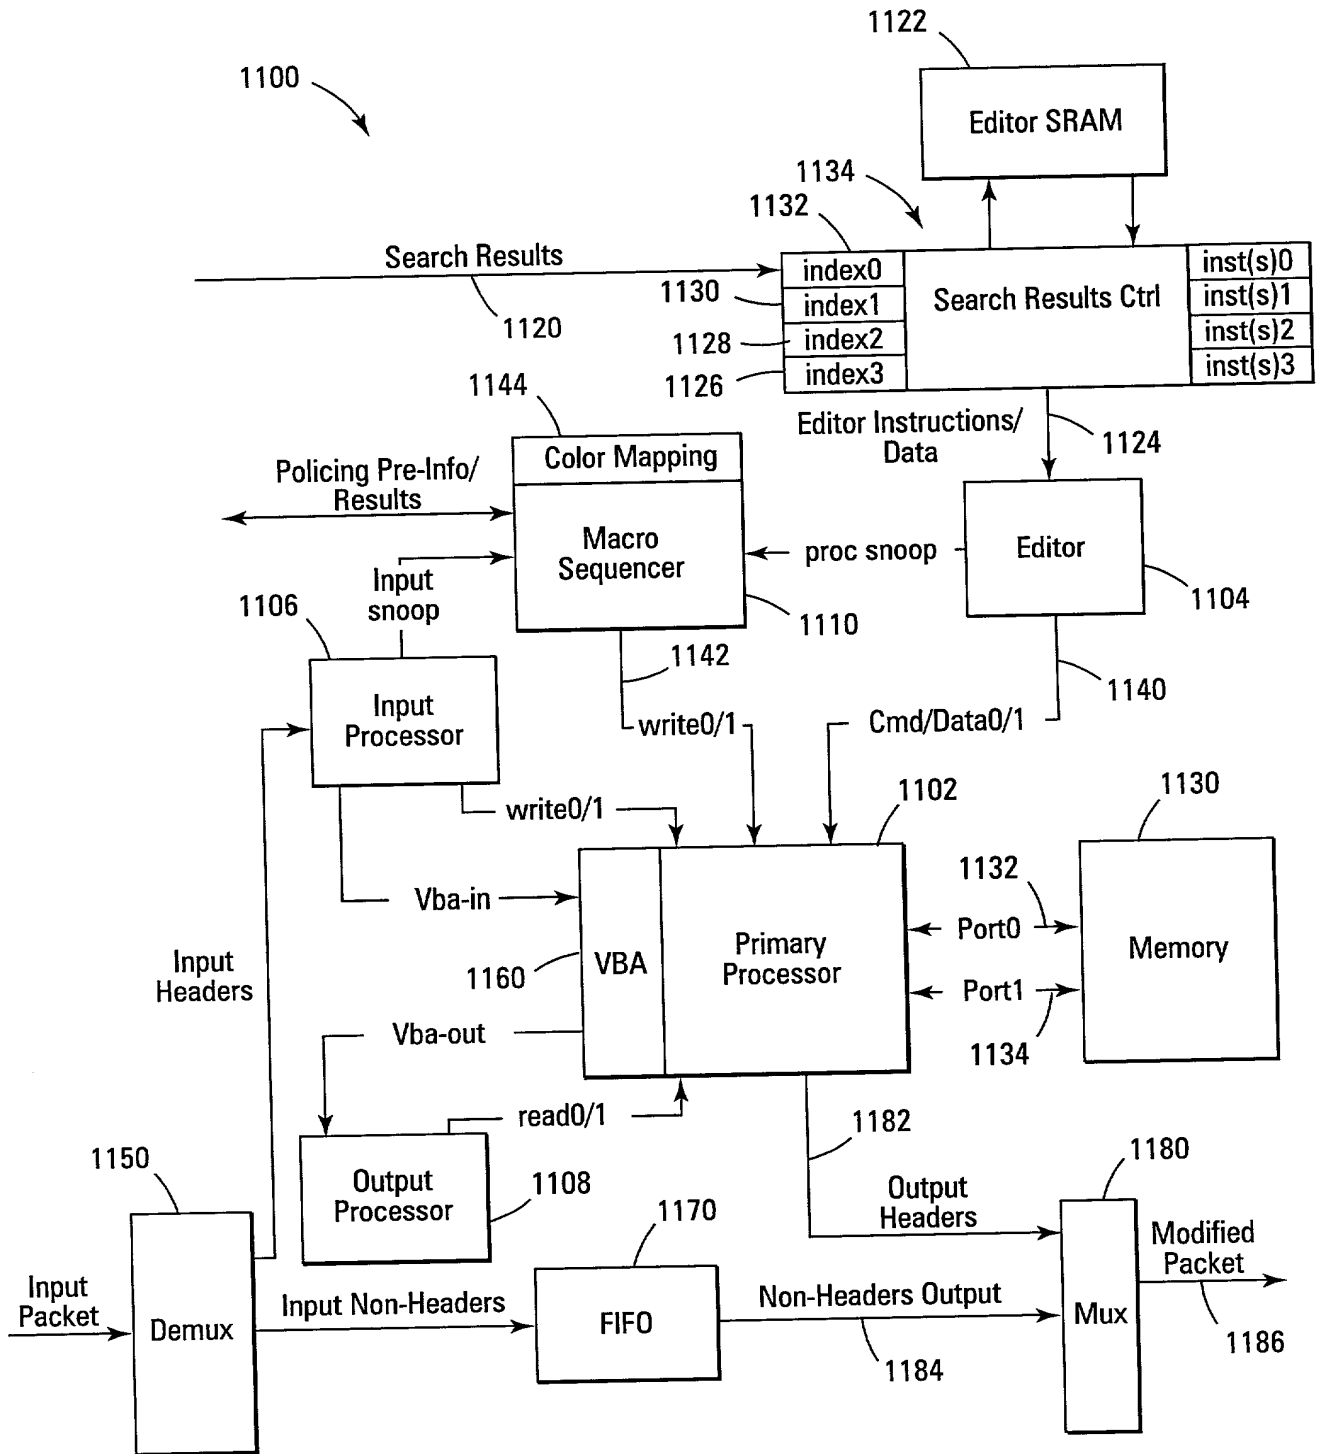 1122
1100
Editor SRAM
1134
1132
Search Results
index0
Search Results Ctrl
inst(s)0
1130
index1
inst(s)1
1120
1128
index2
inst(s)2
1126
index3
inst(s)3
1144
Editor Instructions/
Data
1124
Color Mapping
Policing Pre-Info/
Results
Macro
Sequencer
proc snoop
Editor
Input
snoop
1106
1110
1104
1142
1140
Input
Processor
write0/1
Cmd/Data0/1
1102
1130
write0/1
1132
Vba-in
Port0
Input
Headers
1160
VBA
Primary
Processor
Memory
Port1
Vba-out
1134
read0/1
1182
1150
1180
Output
Processor
1108
Output
Headers
1170
Modified
Packet
Input
Packet
Demux
Input Non-Headers
FIFO
Non-Headers Output
Mux
1184
1186